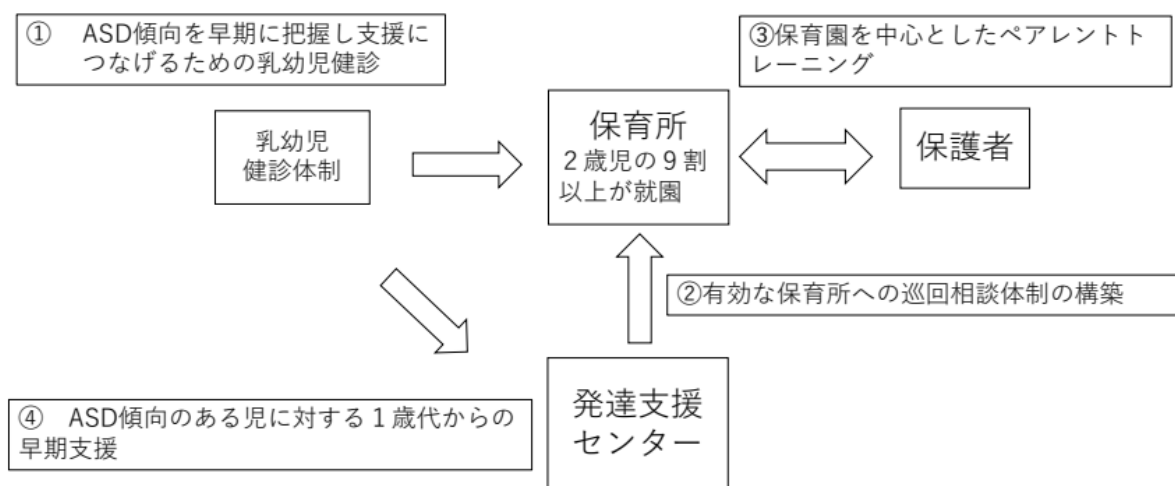 ① ASD傾向を早期に把握し支援に
つなげるための乳幼児健診
③保育園を中心としたペアレントト
レーニング
乳幼児
健診体制
保育所
２歳児の９割
以上が就園
保護者
②有効な保育所への巡回相談体制の構築
④ ASD傾向のある児に対する１歳代からの
早期支援
発達支援
センター